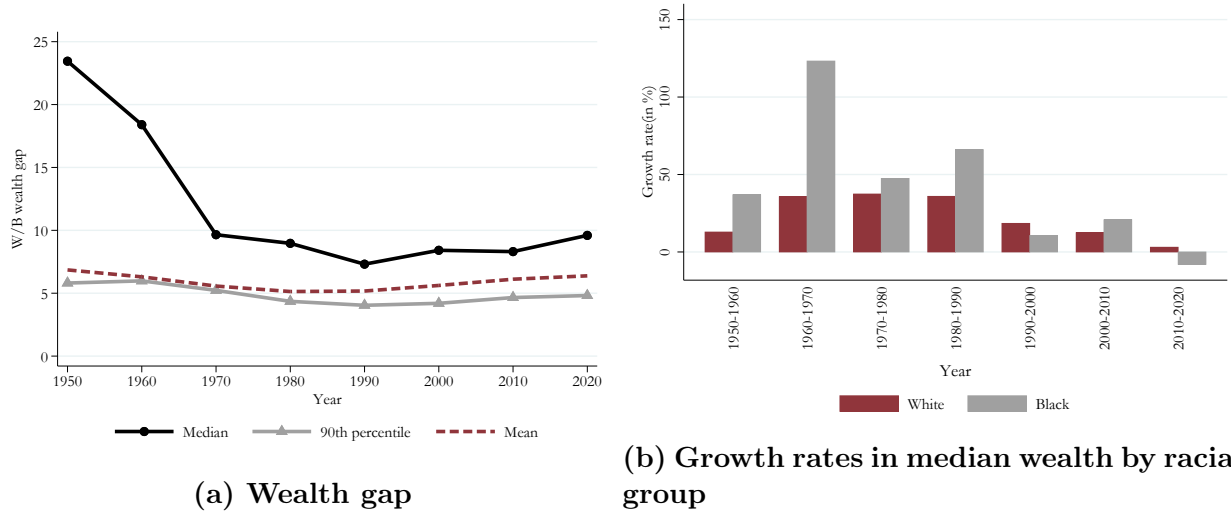 25
20
15
10
5
0
W/B wealth gap
1950 1960 1970 1980 1990 2000 2010 2020
Year
Median 90th percentile Mean
(a) Wealth gap
150
100
50
0
Growth rate(in %)
1950-1960
1960-1970
1970-1980
1980-1990
1990-2000
2000-2010
2010-2020
Year
White Black
(b) Growth rates in median wealth by racia
group